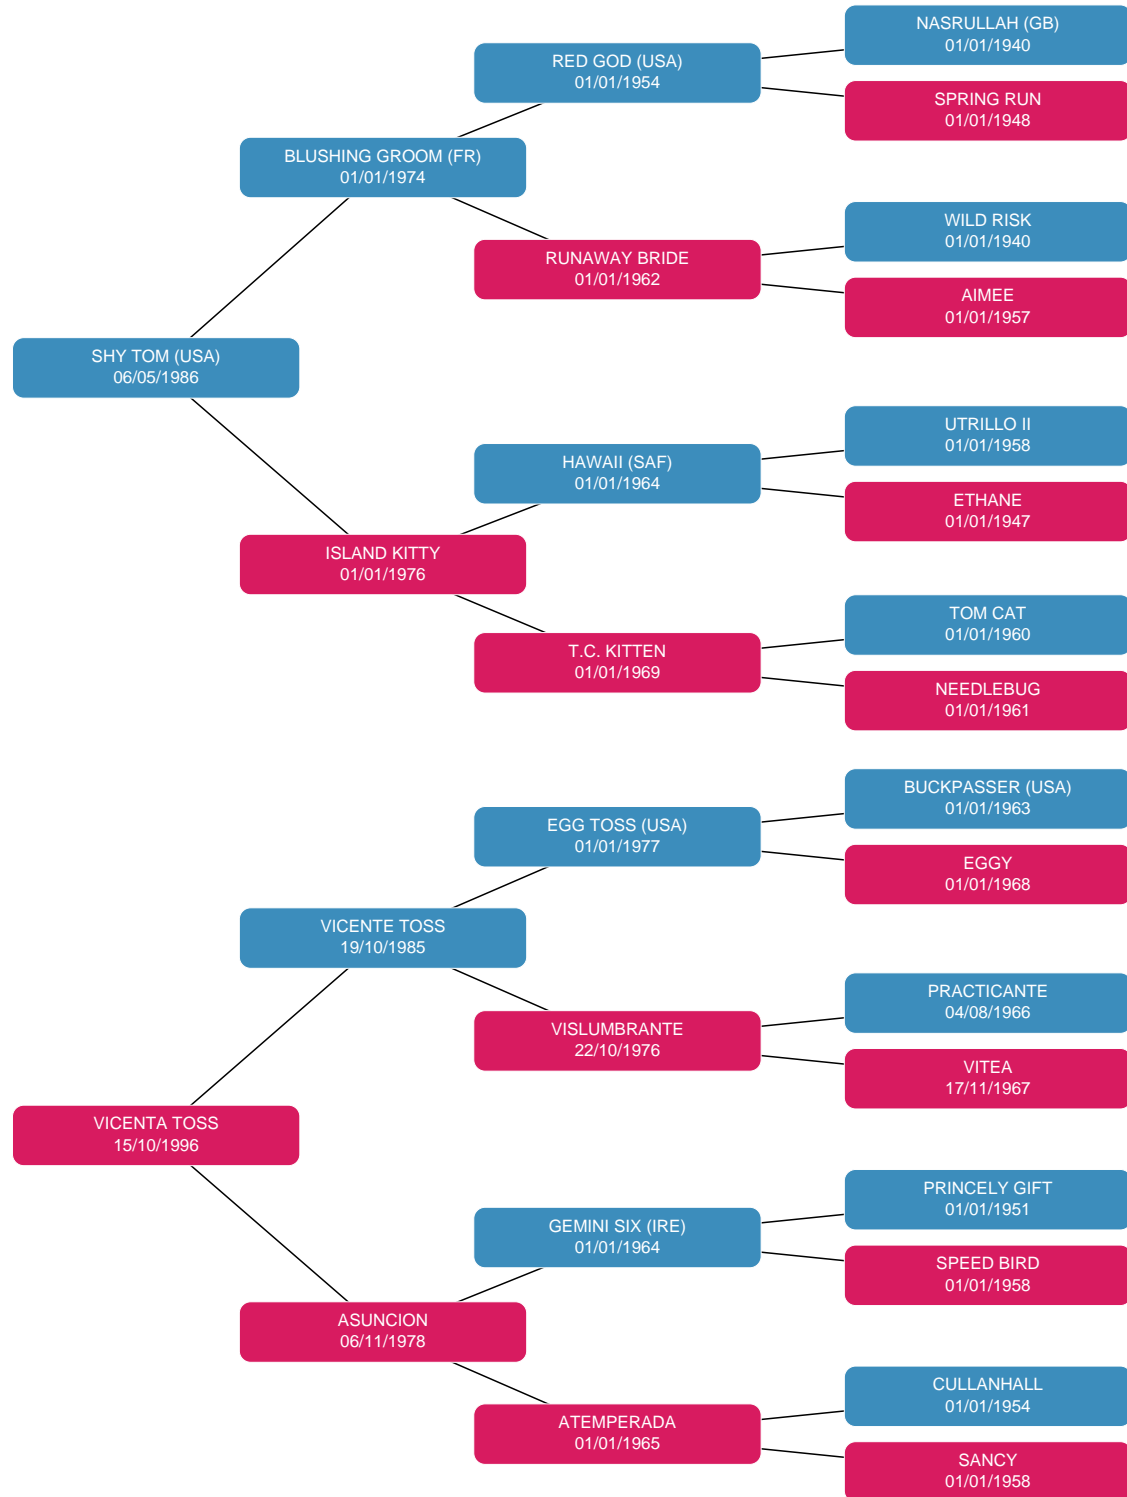 NASRULLAH (GB)
01/01/1940
RED GOD (USA)
01/01/1954
SPRING RUN
01/01/1948
BLUSHING GROOM (FR)
01/01/1974
WILD RISK
01/01/1940
RUNAWAY BRIDE
01/01/1962
AIMEE
01/01/1957
SHY TOM (USA)
06/05/1986
UTRILLO II
01/01/1958
HAWAII (SAF)
01/01/1964
ETHANE
01/01/1947
ISLAND KITTY
01/01/1976
TOM CAT
01/01/1960
T.C. KITTEN
01/01/1969
NEEDLEBUG
01/01/1961
BUCKPASSER (USA)
01/01/1963
EGG TOSS (USA)
01/01/1977
EGGY
01/01/1968
VICENTE TOSS
19/10/1985
PRACTICANTE
04/08/1966
VISLUMBRANTE
22/10/1976
VITEA
17/11/1967
VICENTA TOSS
15/10/1996
PRINCELY GIFT
01/01/1951
GEMINI SIX (IRE)
01/01/1964
SPEED BIRD
01/01/1958
ASUNCION
06/11/1978
CULLANHALL
01/01/1954
ATEMPERADA
01/01/1965
SANCY
01/01/1958